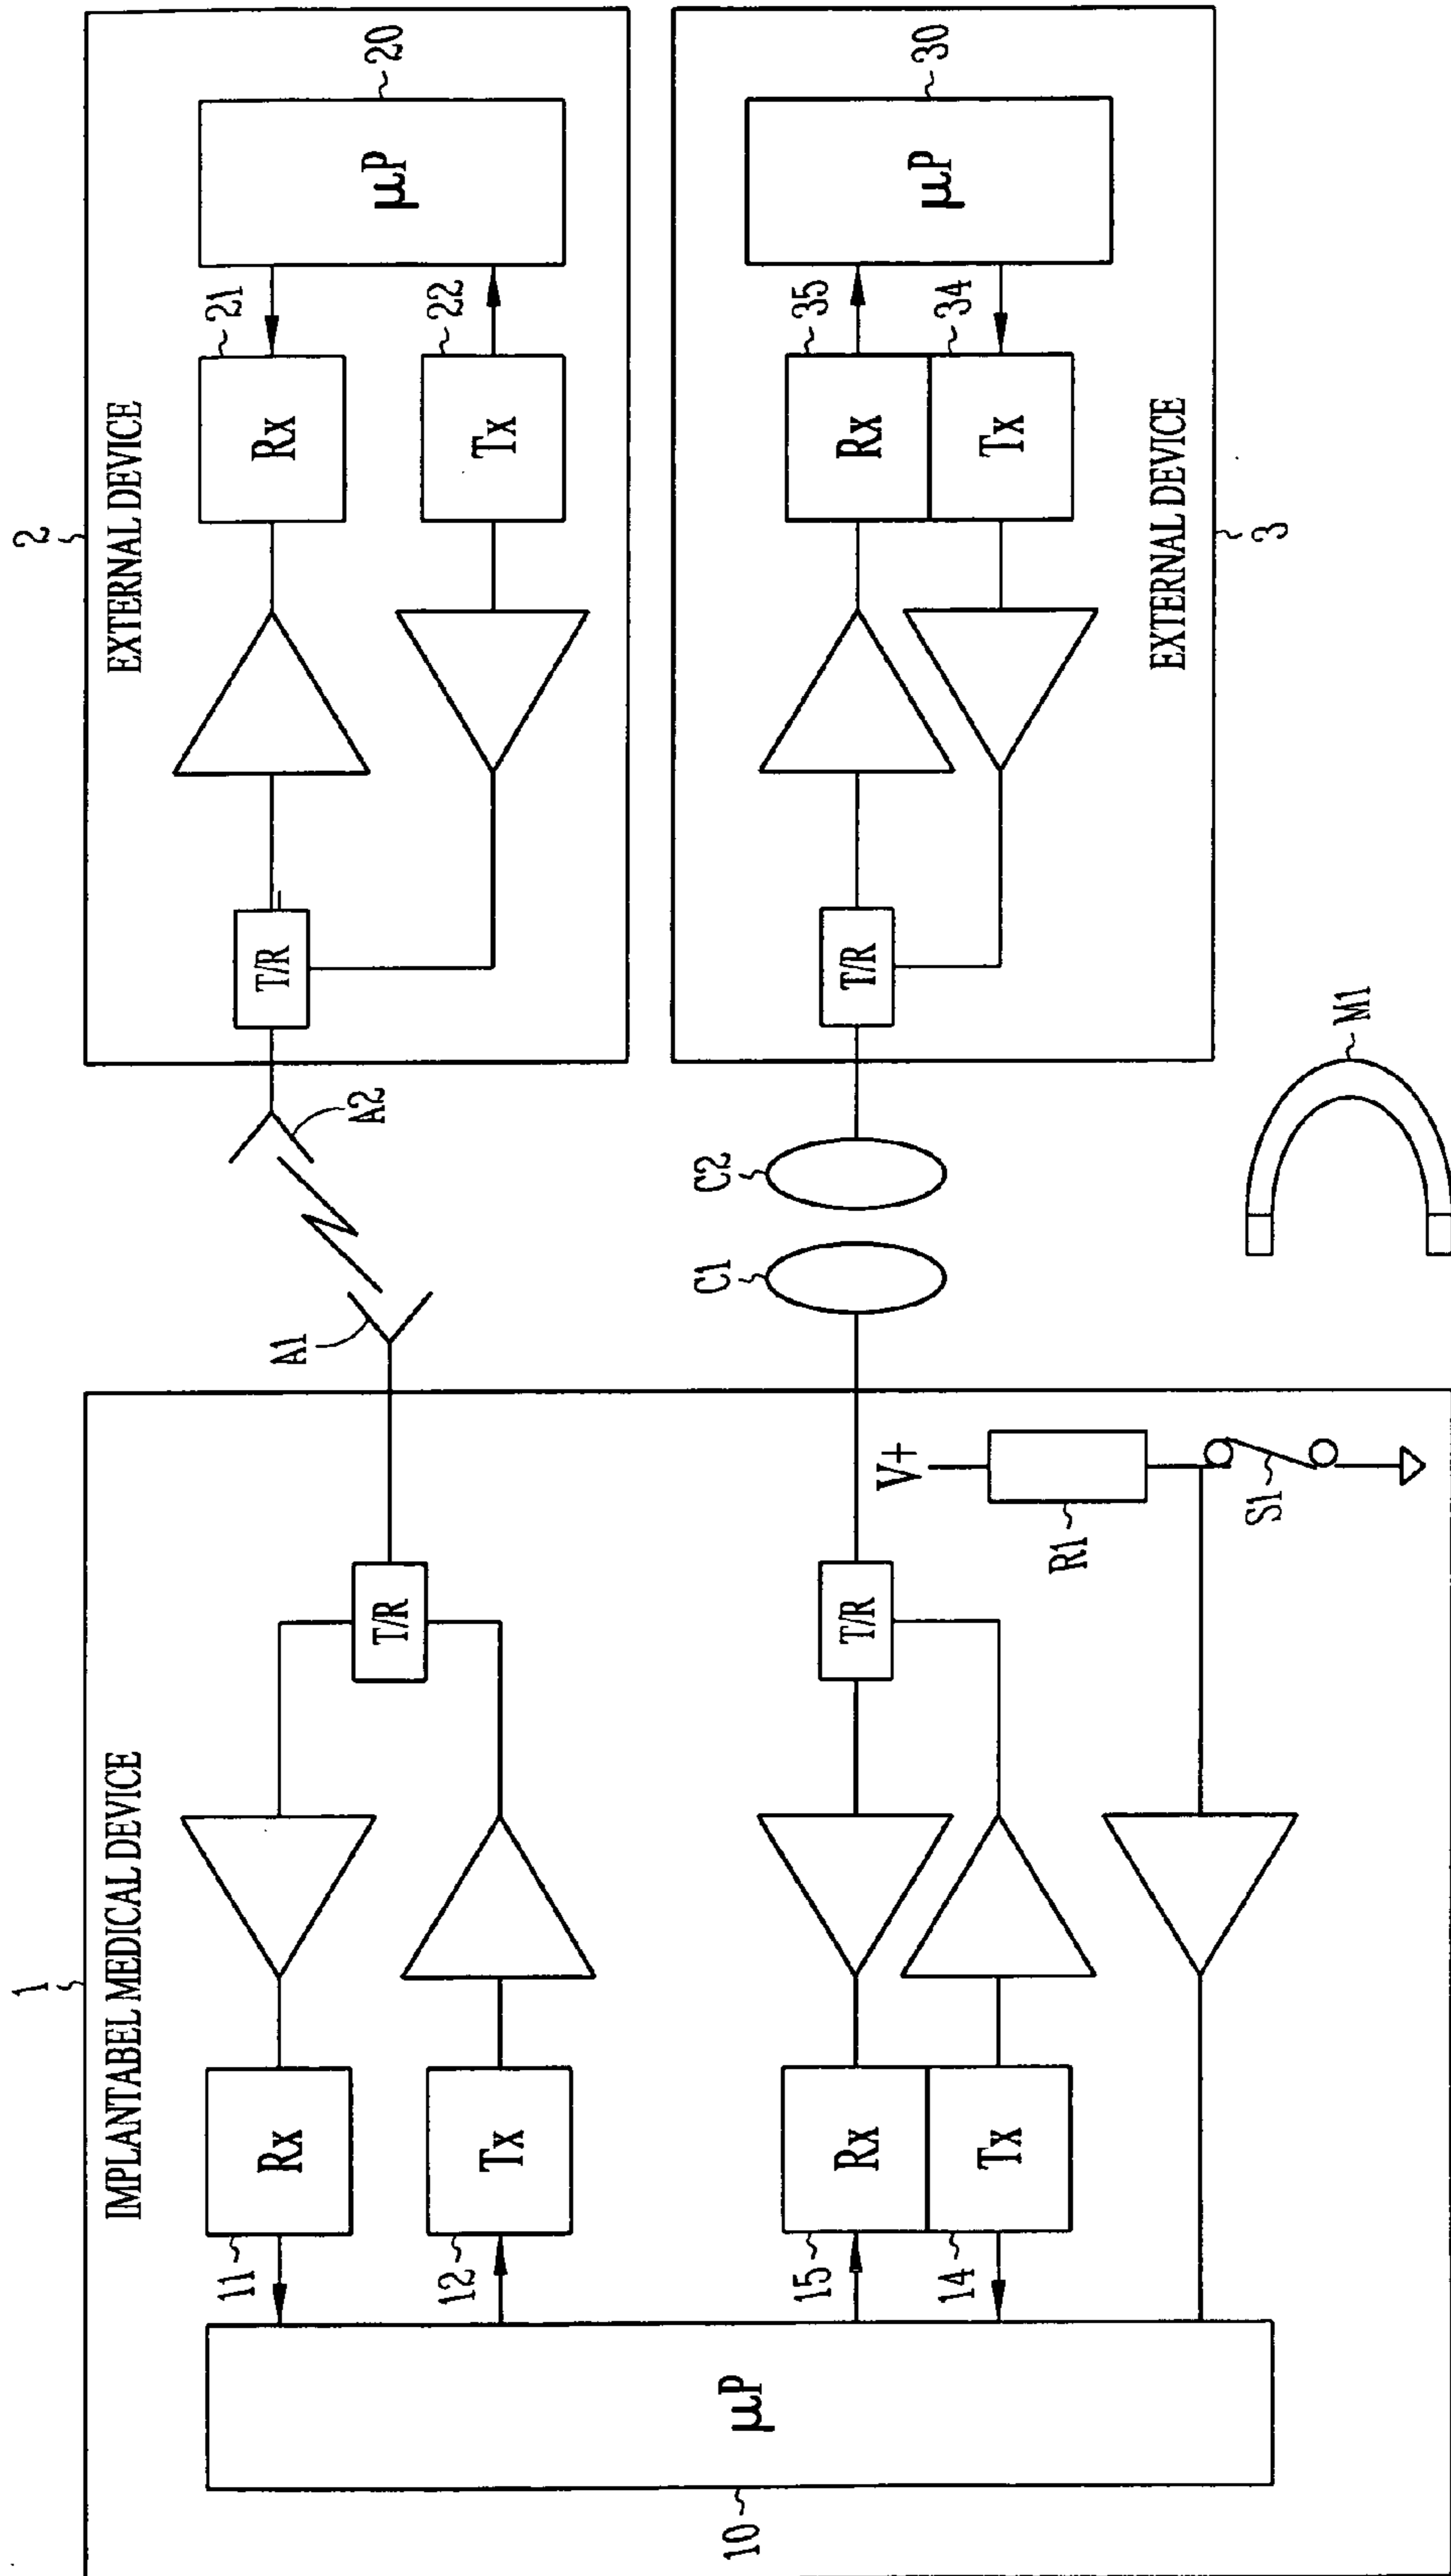 1
IMPLANTABEL MEDICAL DEVICE
10
μP
11
Rx
12
Tx
15
Rx
14
Tx
T/R
T/R
V+
R1
S1
A1
A2
C1
C2
M1
2
EXTERNAL DEVICE
T/R
Rx
21
Tx
22
μP
20
3
EXTERNAL DEVICE
T/R
Rx
35
Tx
34
μP
30